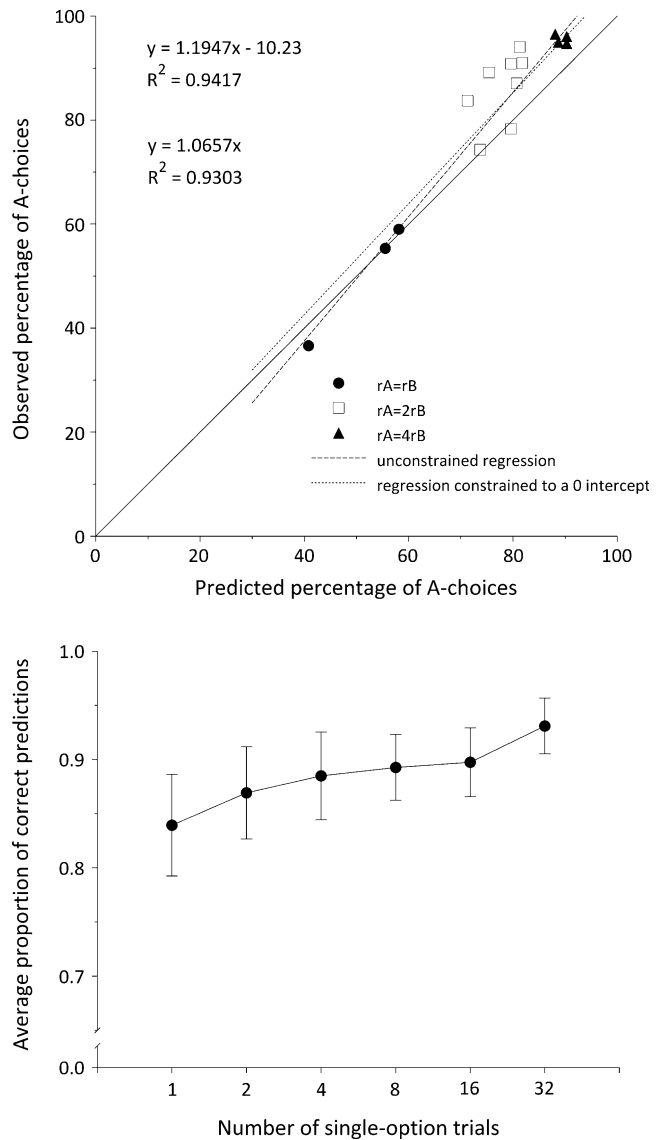 100
80
60
40
20
0
Observed percentage of A-choices
y = 1.1947x - 10.23
R² = 0.9417
y = 1.0657x
R² = 0.9303
rA=rB
rA=2rB
rA=4rB
unconstrained regression
regression constrained to a 0 intercept
0 20 40 60 80 100
Predicted percentage of A-choices
1.0
0.9
0.8
0.7
0.0
Average proportion of correct predictions
1 2 4 8 16 32
Number of single-option trials